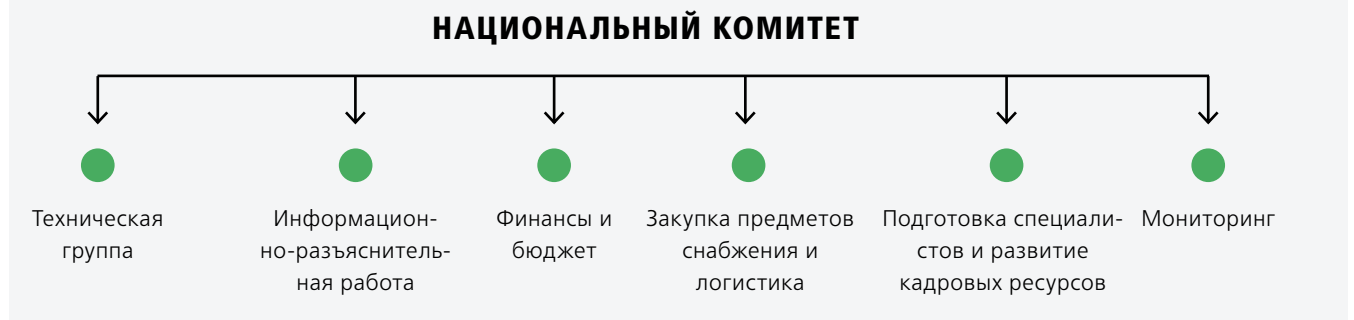 НАЦИОНАЛЬНЫЙ КОМИТЕТ
Техническая
группа
Информацион-
но-разъяснитель-
ная работа
Финансы и
бюджет
Закупка предметов
снабжения и
логистика
Подготовка специали-
стов и развитие
кадровых ресурсов
Мониторинг